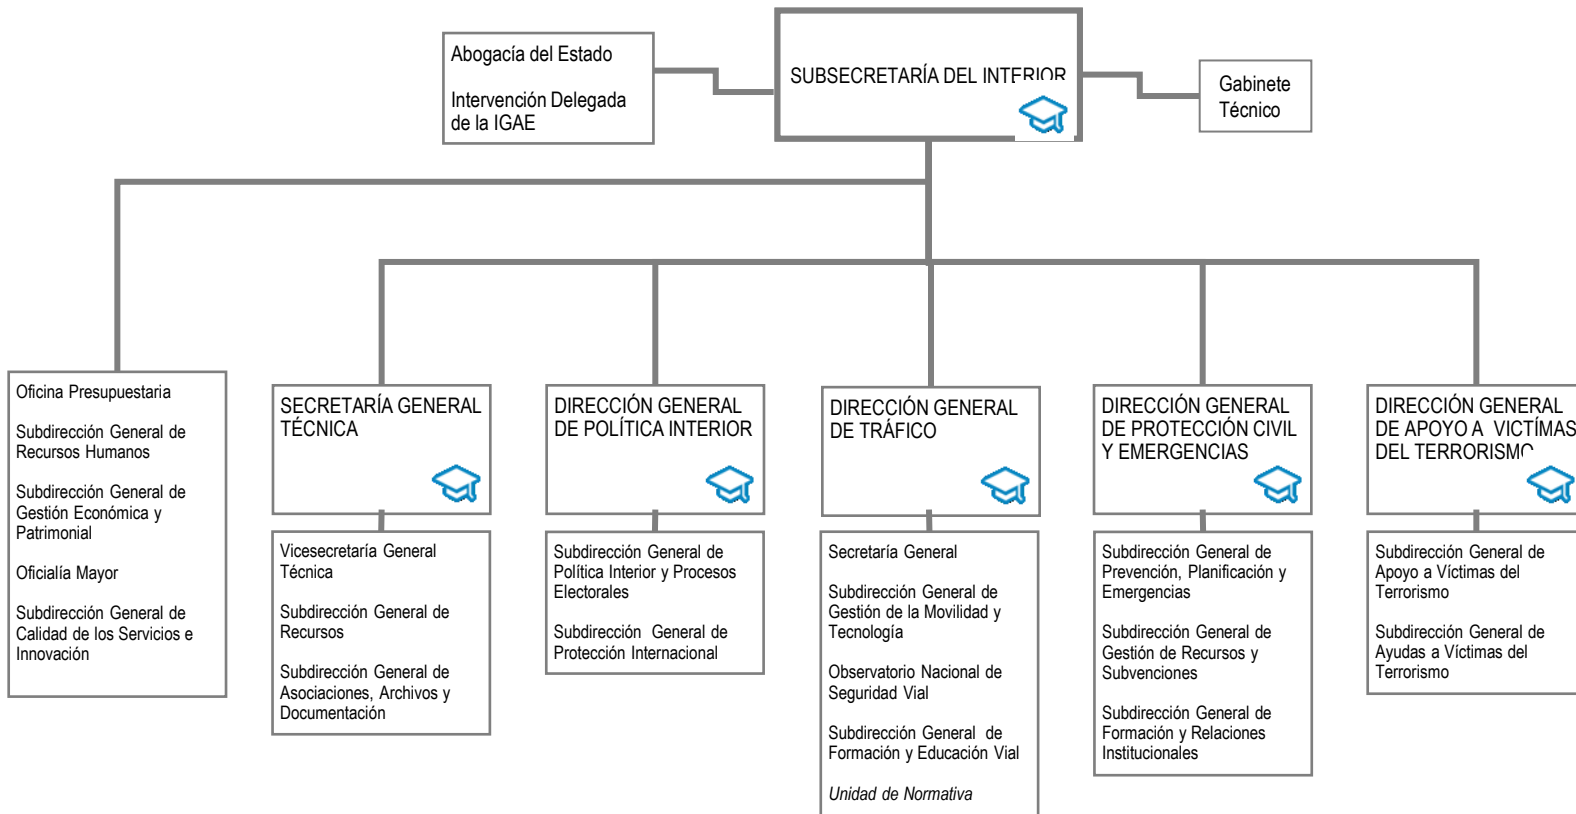 Abogacía del Estado
Intervención Delegada
de la IGAE
SUBSECRETARÍA DEL INTERIOR
Gabinete
Técnico
Oficina Presupuestaria
Subdirección General de
Recursos Humanos
Subdirección General de
Gestión Económica y
Patrimonial
Oficialía Mayor
Subdirección General de
Calidad de los Servicios e
Innovación
SECRETARÍA GENERAL
TÉCNICA
Vicesecretaría General
Técnica
Subdirección General de
Recursos
Subdirección General de
Asociaciones, Archivos y
Documentación
DIRECCIÓN GENERAL
DE POLÍTICA INTERIOR
Subdirección General de
Política Interior y Procesos
Electorales
Subdirección General de
Protección Internacional
DIRECCIÓN GENERAL
DE TRÁFICO
Secretaría General
Subdirección General de
Gestión de la Movilidad y
Tecnología
Observatorio Nacional de
Seguridad Vial
Subdirección General de
Formación y Educación Vial
Unidad de Normativa
DIRECCIÓN GENERAL
DE PROTECCIÓN CIVIL
Y EMERGENCIAS
Subdirección General de
Prevención, Planificación y
Emergencias
Subdirección General de
Gestión de Recursos y
Subvenciones
Subdirección General de
Formación y Relaciones
Institucionales
DIRECCIÓN GENERAL
DE APOYO A VICTÍMAS
DEL TERRORISMO
Subdirección General de
Apoyo a Víctimas del
Terrorismo
Subdirección General de
Ayudas a Víctimas del
Terrorismo